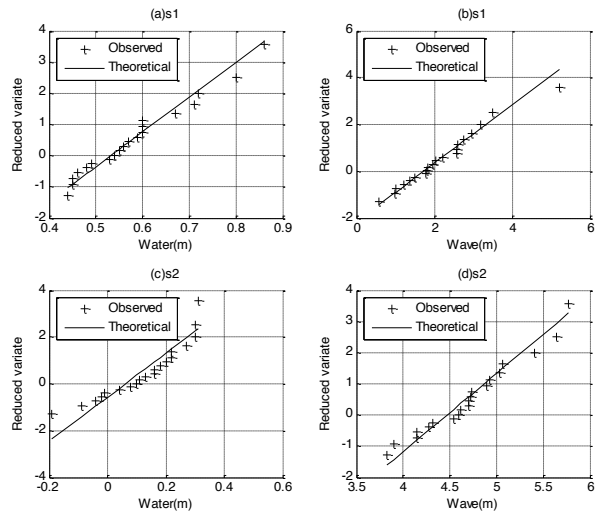 (a)s1
4
3
2
1
0
-1
-2
Reduced variate
Observed
Theoretical
0.4 0.5 0.6 0.7 0.8 0.9
Water(m)
(b)s1
6
4
2
0
-2
Reduced variate
Observed
Theoretical
0 2 4 6
Wave(m)
(c)s2
4
2
0
-2
-4
Reduced variate
Observed
Theoretical
-0.2 0 0.2 0.4 0.6
Water(m)
(d)s2
4
3
2
1
0
-1
-2
Reduced variate
Observed
Theoretical
3.5 4 4.5 5 5.5 6
Wave(m)